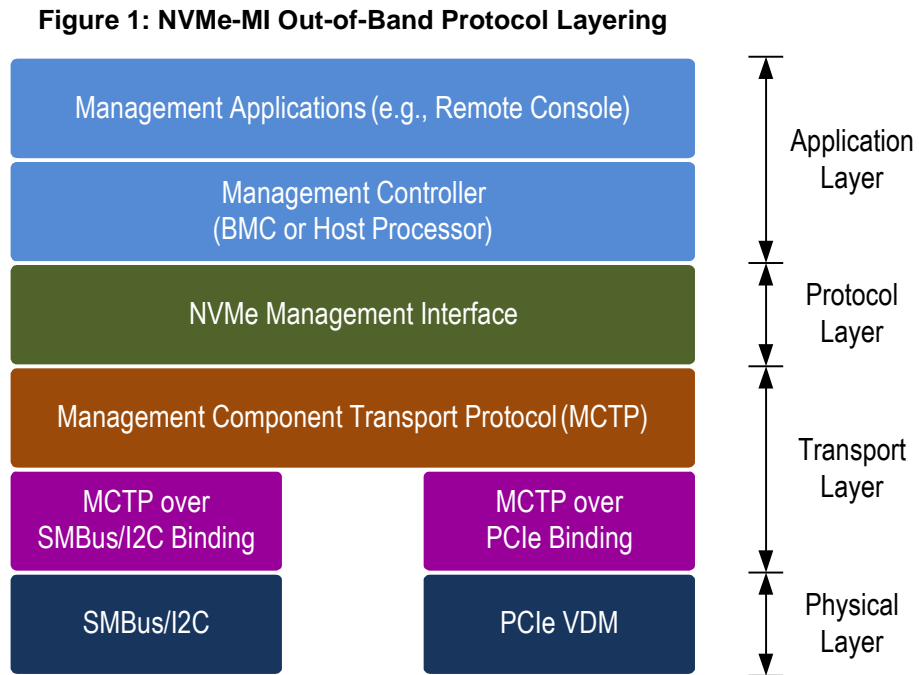 Figure 1: NVMe-MI Out-of-Band Protocol Layering
Management Applications (e.g., Remote Console)
Management Controller
(BMC or Host Processor)
Application
Layer
NVMe Management Interface
Protocol
Layer
Management Component Transport Protocol (MCTP)
MCTP over
SMBus/I2C Binding
MCTP over
PCIe Binding
Transport
Layer
SMBus/I2C
PCIe VDM
Physical
Layer